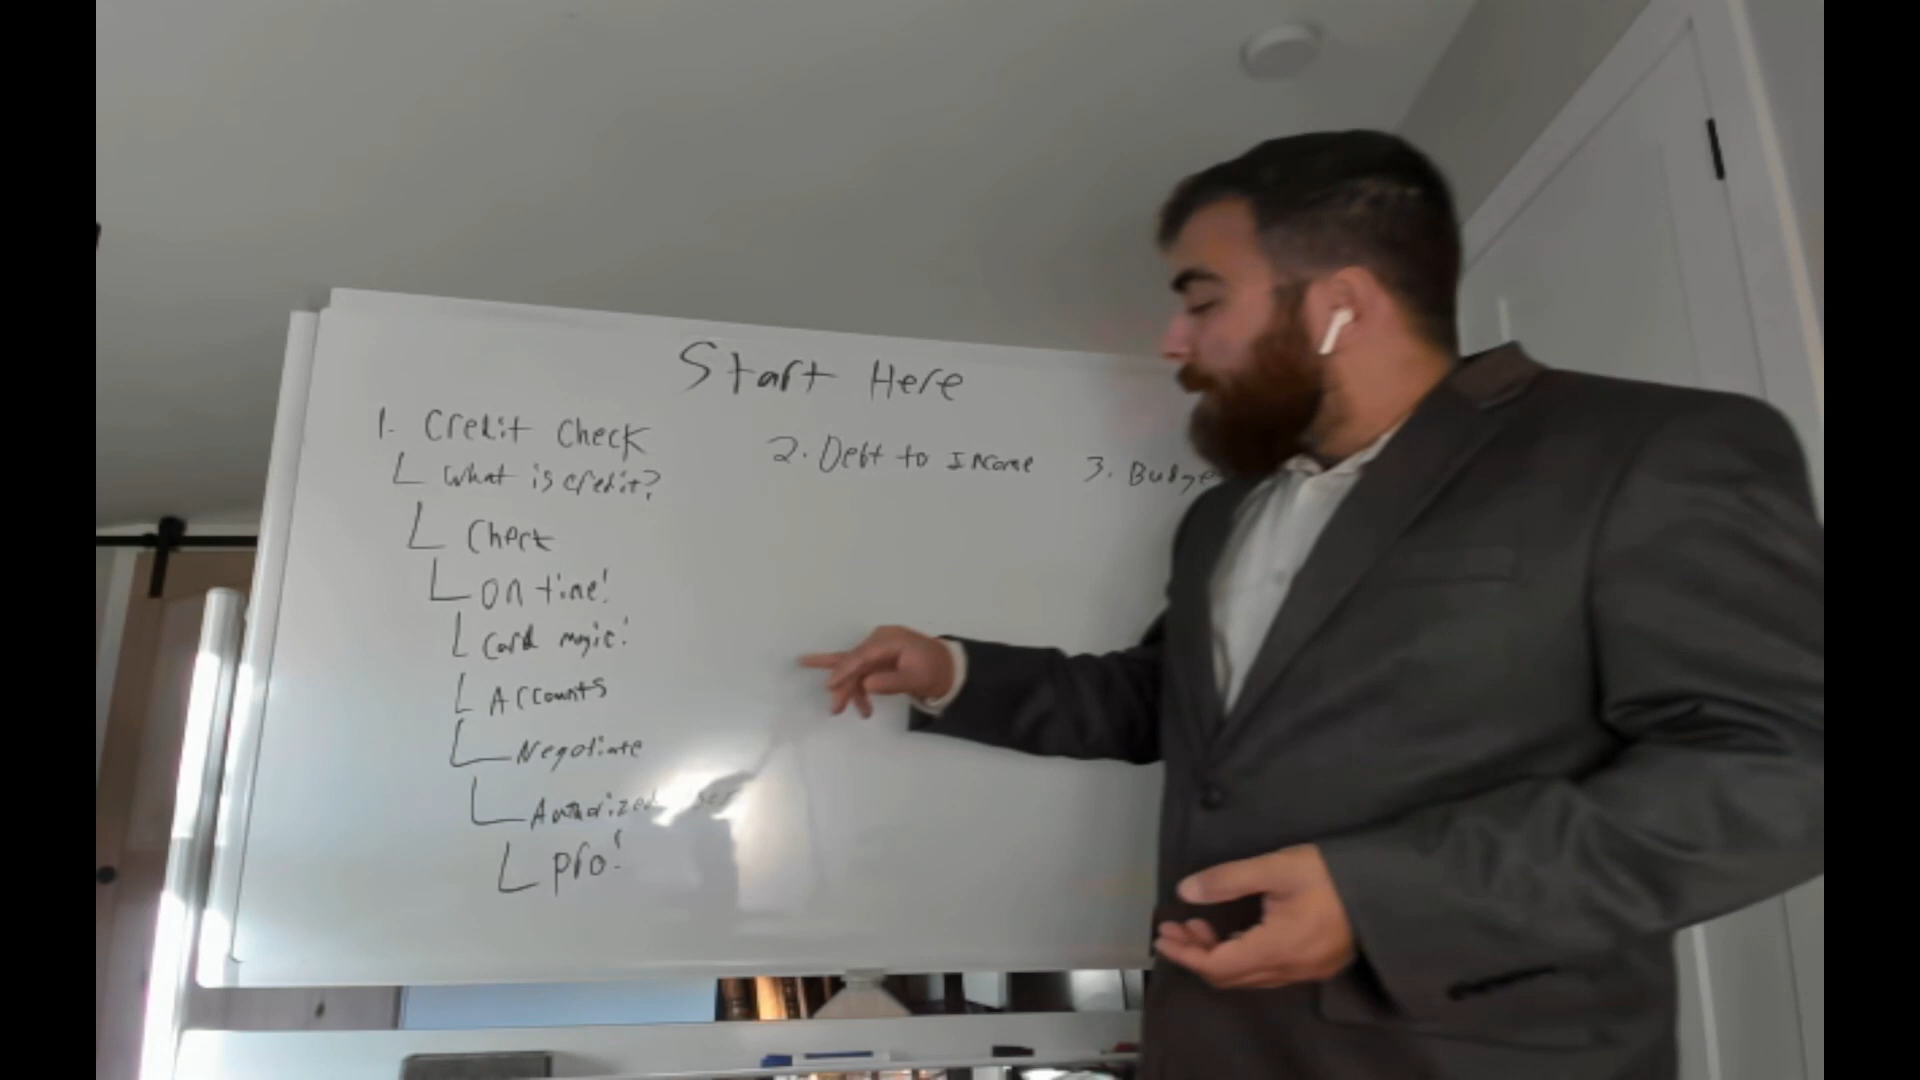 Start Here
1. Credit Check
What is credit?
Check
On time!
Card magic!
Accounts
Negotiate
Authorized
pro!
2. Debt to Income
3. Budge